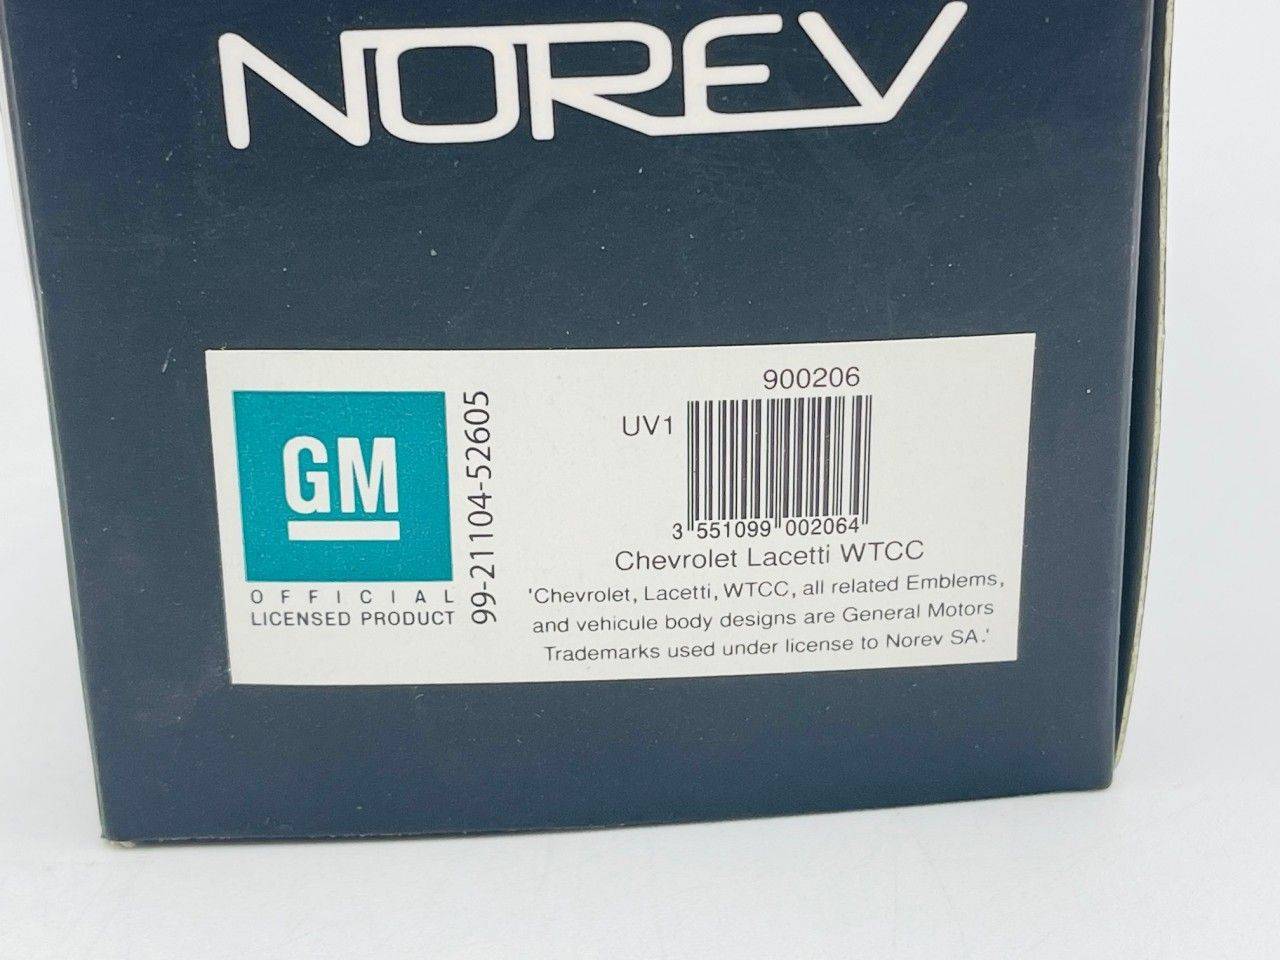 NOREV
GM
OFFICIAL
LICENSED PRODUCT
99-21104-52605
900206
UV1
3 551099 002064
Chevrolet Lacetti WTCC
'Chevrolet, Lacetti, WTCC, all related Emblems,
and vehicule body designs are General Motors
Trademarks used under license to Norev SA.'